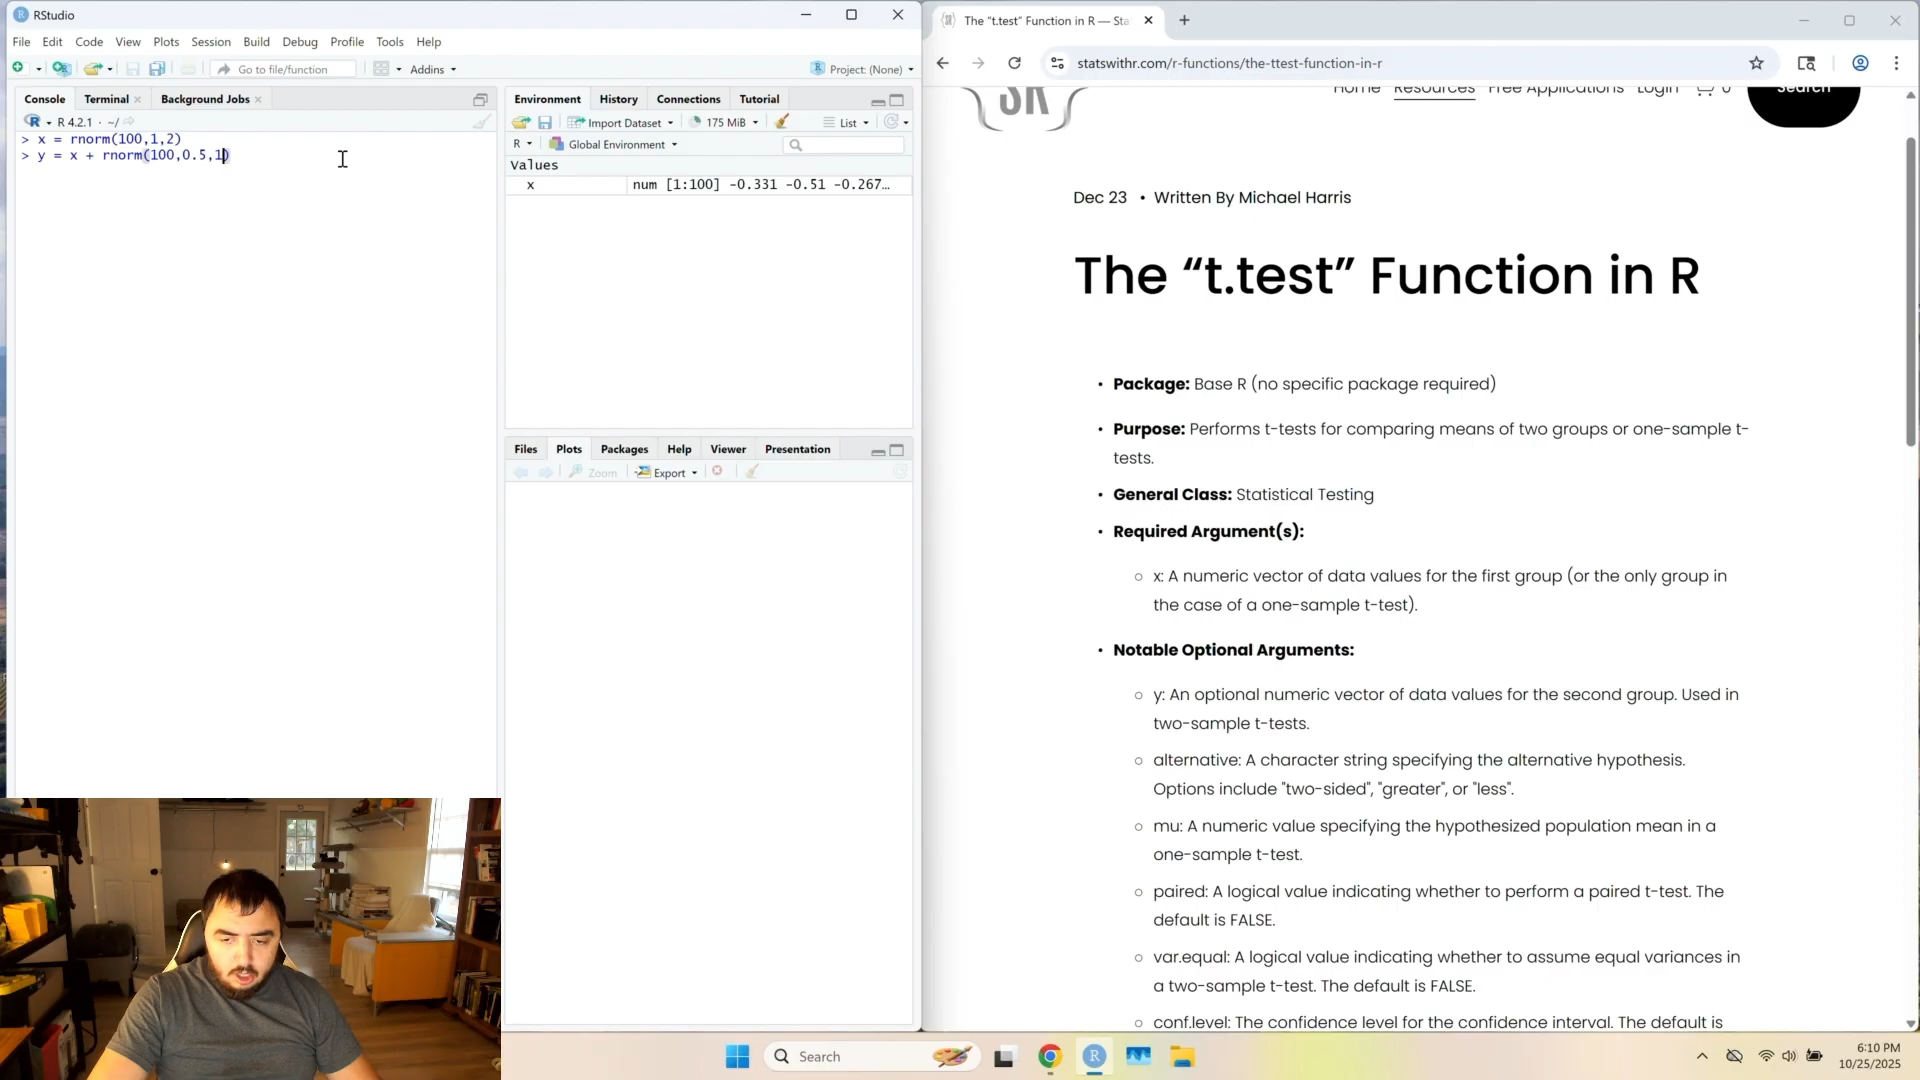 RStudio
File Edit Code View Plots Session Build Debug Profile Tools Help
Go to file/function Addins Project: (None)
Console Terminal Background Jobs
R 4.2.1 · ~/
> x = rnorm(100,1,2)
> y = x + rnorm(100,0.5,1)
Environment History Connections Tutorial
Import Dataset 175 MiB List
R Global Environment
Values
x num [1:100] -0.331 -0.51 -0.267…
Files Plots Packages Help Viewer Presentation
Zoom Export
The "t.test" Function in R — Sta
statswithr.com/r-functions/the-ttest-function-in-r
{SR}
Home Resources Free Applications Login 0 Search
Dec 23 • Written By Michael Harris
The “t.test” Function in R
• Package: Base R (no specific package required)
• Purpose: Performs t-tests for comparing means of two groups or one-sample t-
tests.
• General Class: Statistical Testing
• Required Argument(s):
○ x: A numeric vector of data values for the first group (or the only group in
the case of a one-sample t-test).
• Notable Optional Arguments:
○ y: An optional numeric vector of data values for the second group. Used in
two-sample t-tests.
○ alternative: A character string specifying the alternative hypothesis.
Options include "two-sided", "greater", or "less".
○ mu: A numeric value specifying the hypothesized population mean in a
one-sample t-test.
○ paired: A logical value indicating whether to perform a paired t-test. The
default is FALSE.
○ var.equal: A logical value indicating whether to assume equal variances in
a two-sample t-test. The default is FALSE.
○ conf.level: The confidence level for the confidence interval. The default is
Search
6:10 PM
10/25/2025